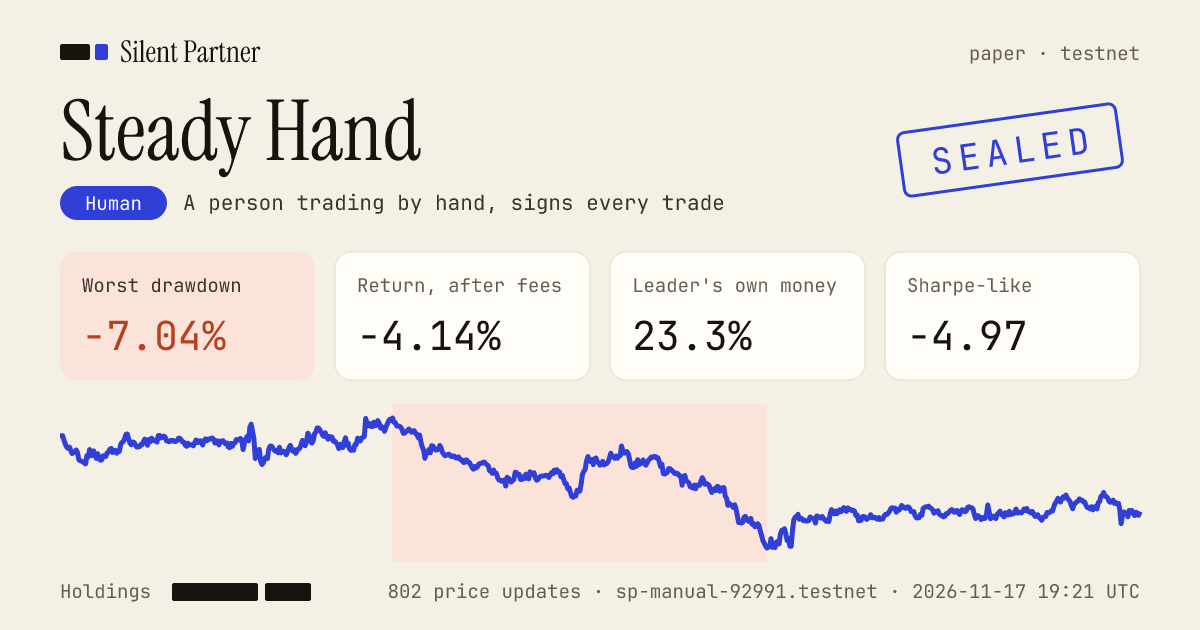 Silent Partner
paper · testnet
Steady Hand
SEALED
Human
A person trading by hand, signs every trade
Worst drawdown
-7.04%
Return, after fees
-4.14%
Leader's own money
23.3%
Sharpe-like
-4.97
Holdings
802 price updates · sp-manual-92991.testnet · 2026-11-17 19:21 UTC